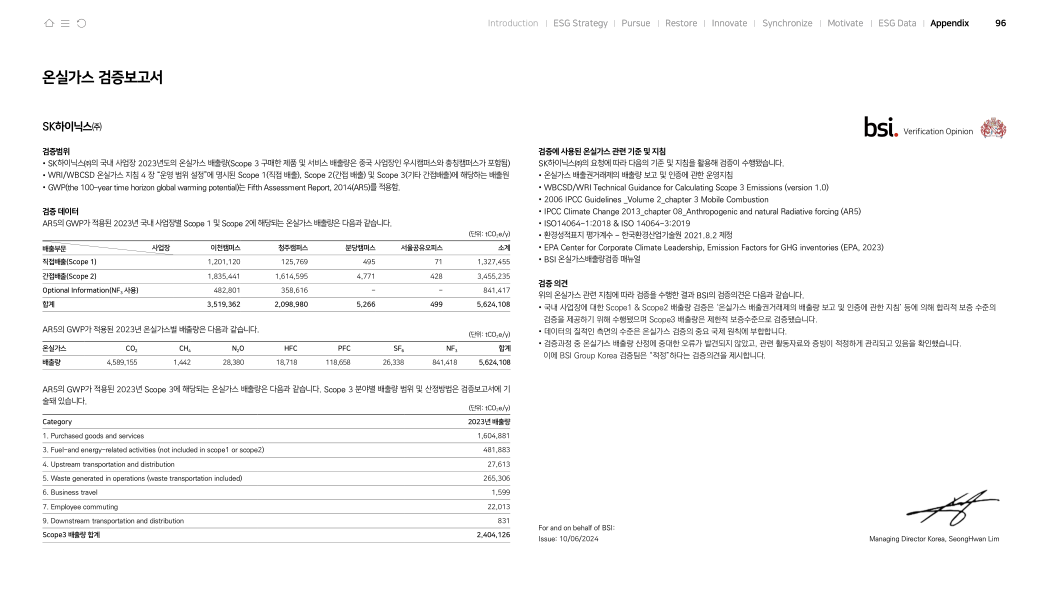 Introduction | ESG Strategy | Pursue | Restore | Innovate | Synchronize | Motivate | ESG Data | Appendix 96
온실가스 검증보고서
SK하이닉스㈜
검증범위
• SK하이닉스㈜의 국내 사업장 2023년도의 온실가스 배출량(Scope 3 구매한 제품 및 서비스 배출량은 중국 사업장인 우시캠퍼스와 충칭캠퍼스가 포함됨)
• WRI/WBCSD 온실가스 지침 4 장 “운영 범위 설정”에 명시된 Scope 1(직접 배출), Scope 2(간접 배출) 및 Scope 3(기타 간접배출)에 해당하는 배출원
• GWP(the 100-year time horizon global warming potential)는 Fifth Assessment Report, 2014(AR5)를 적용함.
검증 데이터
AR5의 GWP가 적용된 2023년 국내 사업장별 Scope 1 및 Scope 2에 해당되는 온실가스 배출량은 다음과 같습니다.
(단위: tCO₂e/y)
배출부문 사업장 이천캠퍼스 청주캠퍼스 분당캠퍼스 서울공유오피스 소계
직접배출(Scope 1) 1,201,120 125,769 495 71 1,327,455
간접배출(Scope 2) 1,835,441 1,614,595 4,771 428 3,455,235
Optional Information(NF₃ 사용) 482,801 358,616 – – 841,417
합계 3,519,362 2,098,980 5,266 499 5,624,108
AR5의 GWP가 적용된 2023년 온실가스별 배출량은 다음과 같습니다.
(단위: tCO₂e/y)
온실가스 CO₂ CH₄ N₂O HFC PFC SF₆ NF₃ 합계
배출량 4,589,155 1,442 28,380 18,718 118,658 26,338 841,418 5,624,108
AR5의 GWP가 적용된 2023년 Scope 3에 해당되는 온실가스 배출량은 다음과 같습니다. Scope 3 분야별 배출량 범위 및 산정방법은 검증보고서에 기
술돼 있습니다.
(단위: tCO₂e/y)
Category 2023년 배출량
1. Purchased goods and services 1,604,881
3. Fuel-and energy-related activities (not included in scope1 or scope2) 481,883
4. Upstream transportation and distribution 27,613
5. Waste generated in operations (waste transportation included) 265,306
6. Business travel 1,599
7. Employee commuting 22,013
9. Downstream transportation and distribution 831
Scope3 배출량 합계 2,404,126
bsi. Verification Opinion
검증에 사용된 온실가스 관련 기준 및 지침
SK하이닉스㈜의 요청에 따라 다음의 기준 및 지침을 활용해 검증이 수행됐습니다.
• 온실가스 배출권거래제의 배출량 보고 및 인증에 관한 운영지침
• WBCSD/WRI Technical Guidance for Calculating Scope 3 Emissions (version 1.0)
• 2006 IPCC Guidelines _Volume 2_chapter 3 Mobile Combustion
• IPCC Climate Change 2013_chapter 08_Anthropogenic and natural Radiative forcing (AR5)
• ISO14064-1:2018 & ISO 14064-3:2019
• 환경성적표지 평가계수 – 한국환경산업기술원 2021.8.2 제정
• EPA Center for Corporate Climate Leadership, Emission Factors for GHG inventories (EPA, 2023)
• BSI 온실가스배출량검증 매뉴얼
검증 의견
위의 온실가스 관련 지침에 따라 검증을 수행한 결과 BSI의 검증의견은 다음과 같습니다.
• 국내 사업장에 대한 Scope1 & Scope2 배출량 검증은 ‘온실가스 배출권거래제의 배출량 보고 및 인증에 관한 지침’ 등에 의해 합리적 보증 수준의
검증을 제공하기 위해 수행됐으며 Scope3 배출량은 제한적 보증수준으로 검증됐습니다.
• 데이터의 질적인 측면의 수준은 온실가스 검증의 중요 국제 원칙에 부합합니다.
• 검증과정 중 온실가스 배출량 산정에 중대한 오류가 발견되지 않았고, 관련 활동자료와 증빙이 적정하게 관리되고 있음을 확인했습니다.
이에 BSI Group Korea 검증팀은 “적정”하다는 검증의견을 제시합니다.
For and on behalf of BSI:
Issue: 10/06/2024
Managing Director Korea, SeongHwan Lim